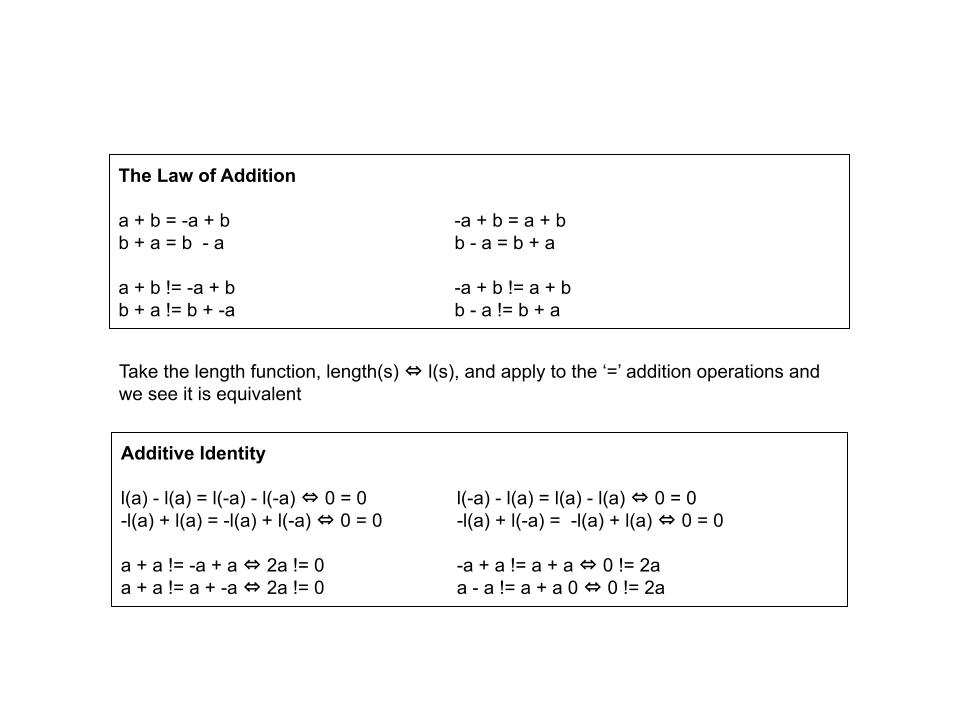 The Law of Addition
a + b = -a + b -a + b = a + b
b + a = b  - a b - a = b + a
a + b != -a + b -a + b != a + b
b + a != b + -a b - a != b + a
Take the length function, length(s) ⇔ l(s), and apply to the ‘=’ addition operations and
we see it is equivalent
Additive Identity
l(a) - l(a) = l(-a) - l(-a) ⇔ 0 = 0 l(-a) - l(a) = l(a) - l(a) ⇔ 0 = 0
-l(a) + l(a) = -l(a) + l(-a) ⇔ 0 = 0 -l(a) + l(-a) =  -l(a) + l(a) ⇔ 0 = 0
a + a != -a + a ⇔ 2a != 0 -a + a != a + a ⇔ 0 != 2a
a + a != a + -a ⇔ 2a != 0 a - a != a + a 0 ⇔ 0 != 2a